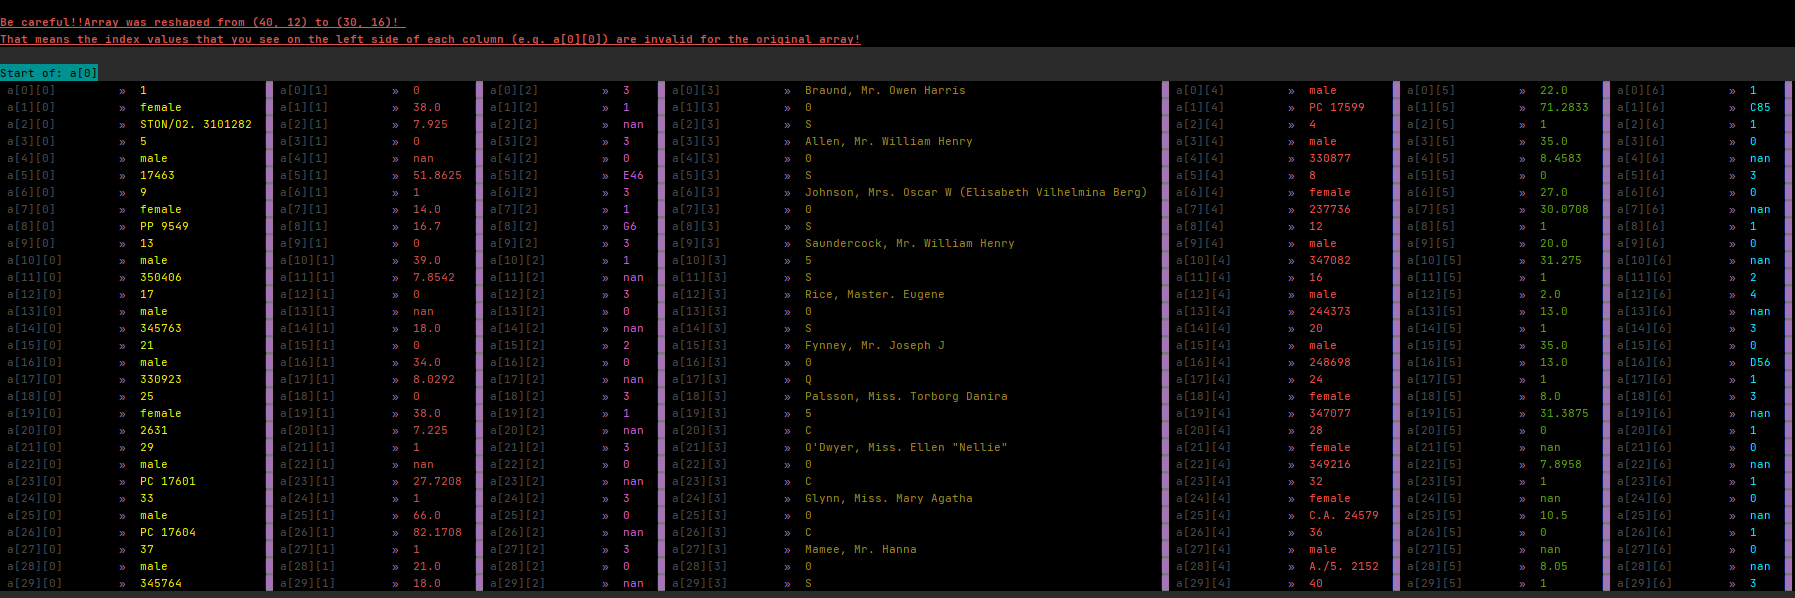 Be careful!!Array was reshaped from (40, 12) to (30, 16)!
That means the index values that you see on the left side of each column (e.g. a[0][0]) are invalid for the original array!
Start of: a[0]
a[0][0] » 1 a[0][1] » 0 a[0][2] » 3 a[0][3] » Braund, Mr. Owen Harris a[0][4] » male a[0][5] » 22.0 a[0][6] » 1
a[1][0] » female a[1][1] » 38.0 a[1][2] » 1 a[1][3] » 0 a[1][4] » PC 17599 a[1][5] » 71.2833 a[1][6] » C85
a[2][0] » STON/O2. 3101282 a[2][1] » 7.925 a[2][2] » nan a[2][3] » S a[2][4] » 4 a[2][5] » 1 a[2][6] » 1
a[3][0] » 5 a[3][1] » 0 a[3][2] » 3 a[3][3] » Allen, Mr. William Henry a[3][4] » male a[3][5] » 35.0 a[3][6] » 0
a[4][0] » male a[4][1] » nan a[4][2] » 0 a[4][3] » 0 a[4][4] » 330877 a[4][5] » 8.4583 a[4][6] » nan
a[5][0] » 17463 a[5][1] » 51.8625 a[5][2] » E46 a[5][3] » S a[5][4] » 8 a[5][5] » 0 a[5][6] » 3
a[6][0] » 9 a[6][1] » 1 a[6][2] » 3 a[6][3] » Johnson, Mrs. Oscar W (Elisabeth Vilhelmina Berg) a[6][4] » female a[6][5] » 27.0 a[6][6] » 0
a[7][0] » female a[7][1] » 14.0 a[7][2] » 1 a[7][3] » 0 a[7][4] » 237736 a[7][5] » 30.0708 a[7][6] » nan
a[8][0] » PP 9549 a[8][1] » 16.7 a[8][2] » G6 a[8][3] » S a[8][4] » 12 a[8][5] » 1 a[8][6] » 1
a[9][0] » 13 a[9][1] » 0 a[9][2] » 3 a[9][3] » Saundercock, Mr. William Henry a[9][4] » male a[9][5] » 20.0 a[9][6] » 0
a[10][0] » male a[10][1] » 39.0 a[10][2] » 1 a[10][3] » 5 a[10][4] » 347082 a[10][5] » 31.275 a[10][6] » nan
a[11][0] » 350406 a[11][1] » 7.8542 a[11][2] » nan a[11][3] » S a[11][4] » 16 a[11][5] » 1 a[11][6] » 2
a[12][0] » 17 a[12][1] » 0 a[12][2] » 3 a[12][3] » Rice, Master. Eugene a[12][4] » male a[12][5] » 2.0 a[12][6] » 4
a[13][0] » male a[13][1] » nan a[13][2] » 0 a[13][3] » 0 a[13][4] » 244373 a[13][5] » 13.0 a[13][6] » nan
a[14][0] » 345763 a[14][1] » 18.0 a[14][2] » nan a[14][3] » S a[14][4] » 20 a[14][5] » 1 a[14][6] » 3
a[15][0] » 21 a[15][1] » 0 a[15][2] » 2 a[15][3] » Fynney, Mr. Joseph J a[15][4] » male a[15][5] » 35.0 a[15][6] » 0
a[16][0] » male a[16][1] » 34.0 a[16][2] » 0 a[16][3] » 0 a[16][4] » 248698 a[16][5] » 13.0 a[16][6] » D56
a[17][0] » 330923 a[17][1] » 8.0292 a[17][2] » nan a[17][3] » Q a[17][4] » 24 a[17][5] » 1 a[17][6] » 1
a[18][0] » 25 a[18][1] » 0 a[18][2] » 3 a[18][3] » Palsson, Miss. Torborg Danira a[18][4] » female a[18][5] » 8.0 a[18][6] » 3
a[19][0] » female a[19][1] » 38.0 a[19][2] » 1 a[19][3] » 5 a[19][4] » 347077 a[19][5] » 31.3875 a[19][6] » nan
a[20][0] » 2631 a[20][1] » 7.225 a[20][2] » nan a[20][3] » C a[20][4] » 28 a[20][5] » 0 a[20][6] » 1
a[21][0] » 29 a[21][1] » 1 a[21][2] » 3 a[21][3] » O'Dwyer, Miss. Ellen "Nellie" a[21][4] » female a[21][5] » nan a[21][6] » 0
a[22][0] » male a[22][1] » nan a[22][2] » 0 a[22][3] » 0 a[22][4] » 349216 a[22][5] » 7.8958 a[22][6] » nan
a[23][0] » PC 17601 a[23][1] » 27.7208 a[23][2] » nan a[23][3] » C a[23][4] » 32 a[23][5] » 1 a[23][6] » 1
a[24][0] » 33 a[24][1] » 1 a[24][2] » 3 a[24][3] » Glynn, Miss. Mary Agatha a[24][4] » female a[24][5] » nan a[24][6] » 0
a[25][0] » male a[25][1] » 66.0 a[25][2] » 0 a[25][3] » 0 a[25][4] » C.A. 24579 a[25][5] » 10.5 a[25][6] » nan
a[26][0] » PC 17604 a[26][1] » 82.1708 a[26][2] » nan a[26][3] » C a[26][4] » 36 a[26][5] » 0 a[26][6] » 1
a[27][0] » 37 a[27][1] » 1 a[27][2] » 3 a[27][3] » Mamee, Mr. Hanna a[27][4] » male a[27][5] » nan a[27][6] » 0
a[28][0] » male a[28][1] » 21.0 a[28][2] » 0 a[28][3] » 0 a[28][4] » A./5. 2152 a[28][5] » 8.05 a[28][6] » nan
a[29][0] » 345764 a[29][1] » 18.0 a[29][2] » nan a[29][3] » S a[29][4] » 40 a[29][5] » 1 a[29][6] » 3